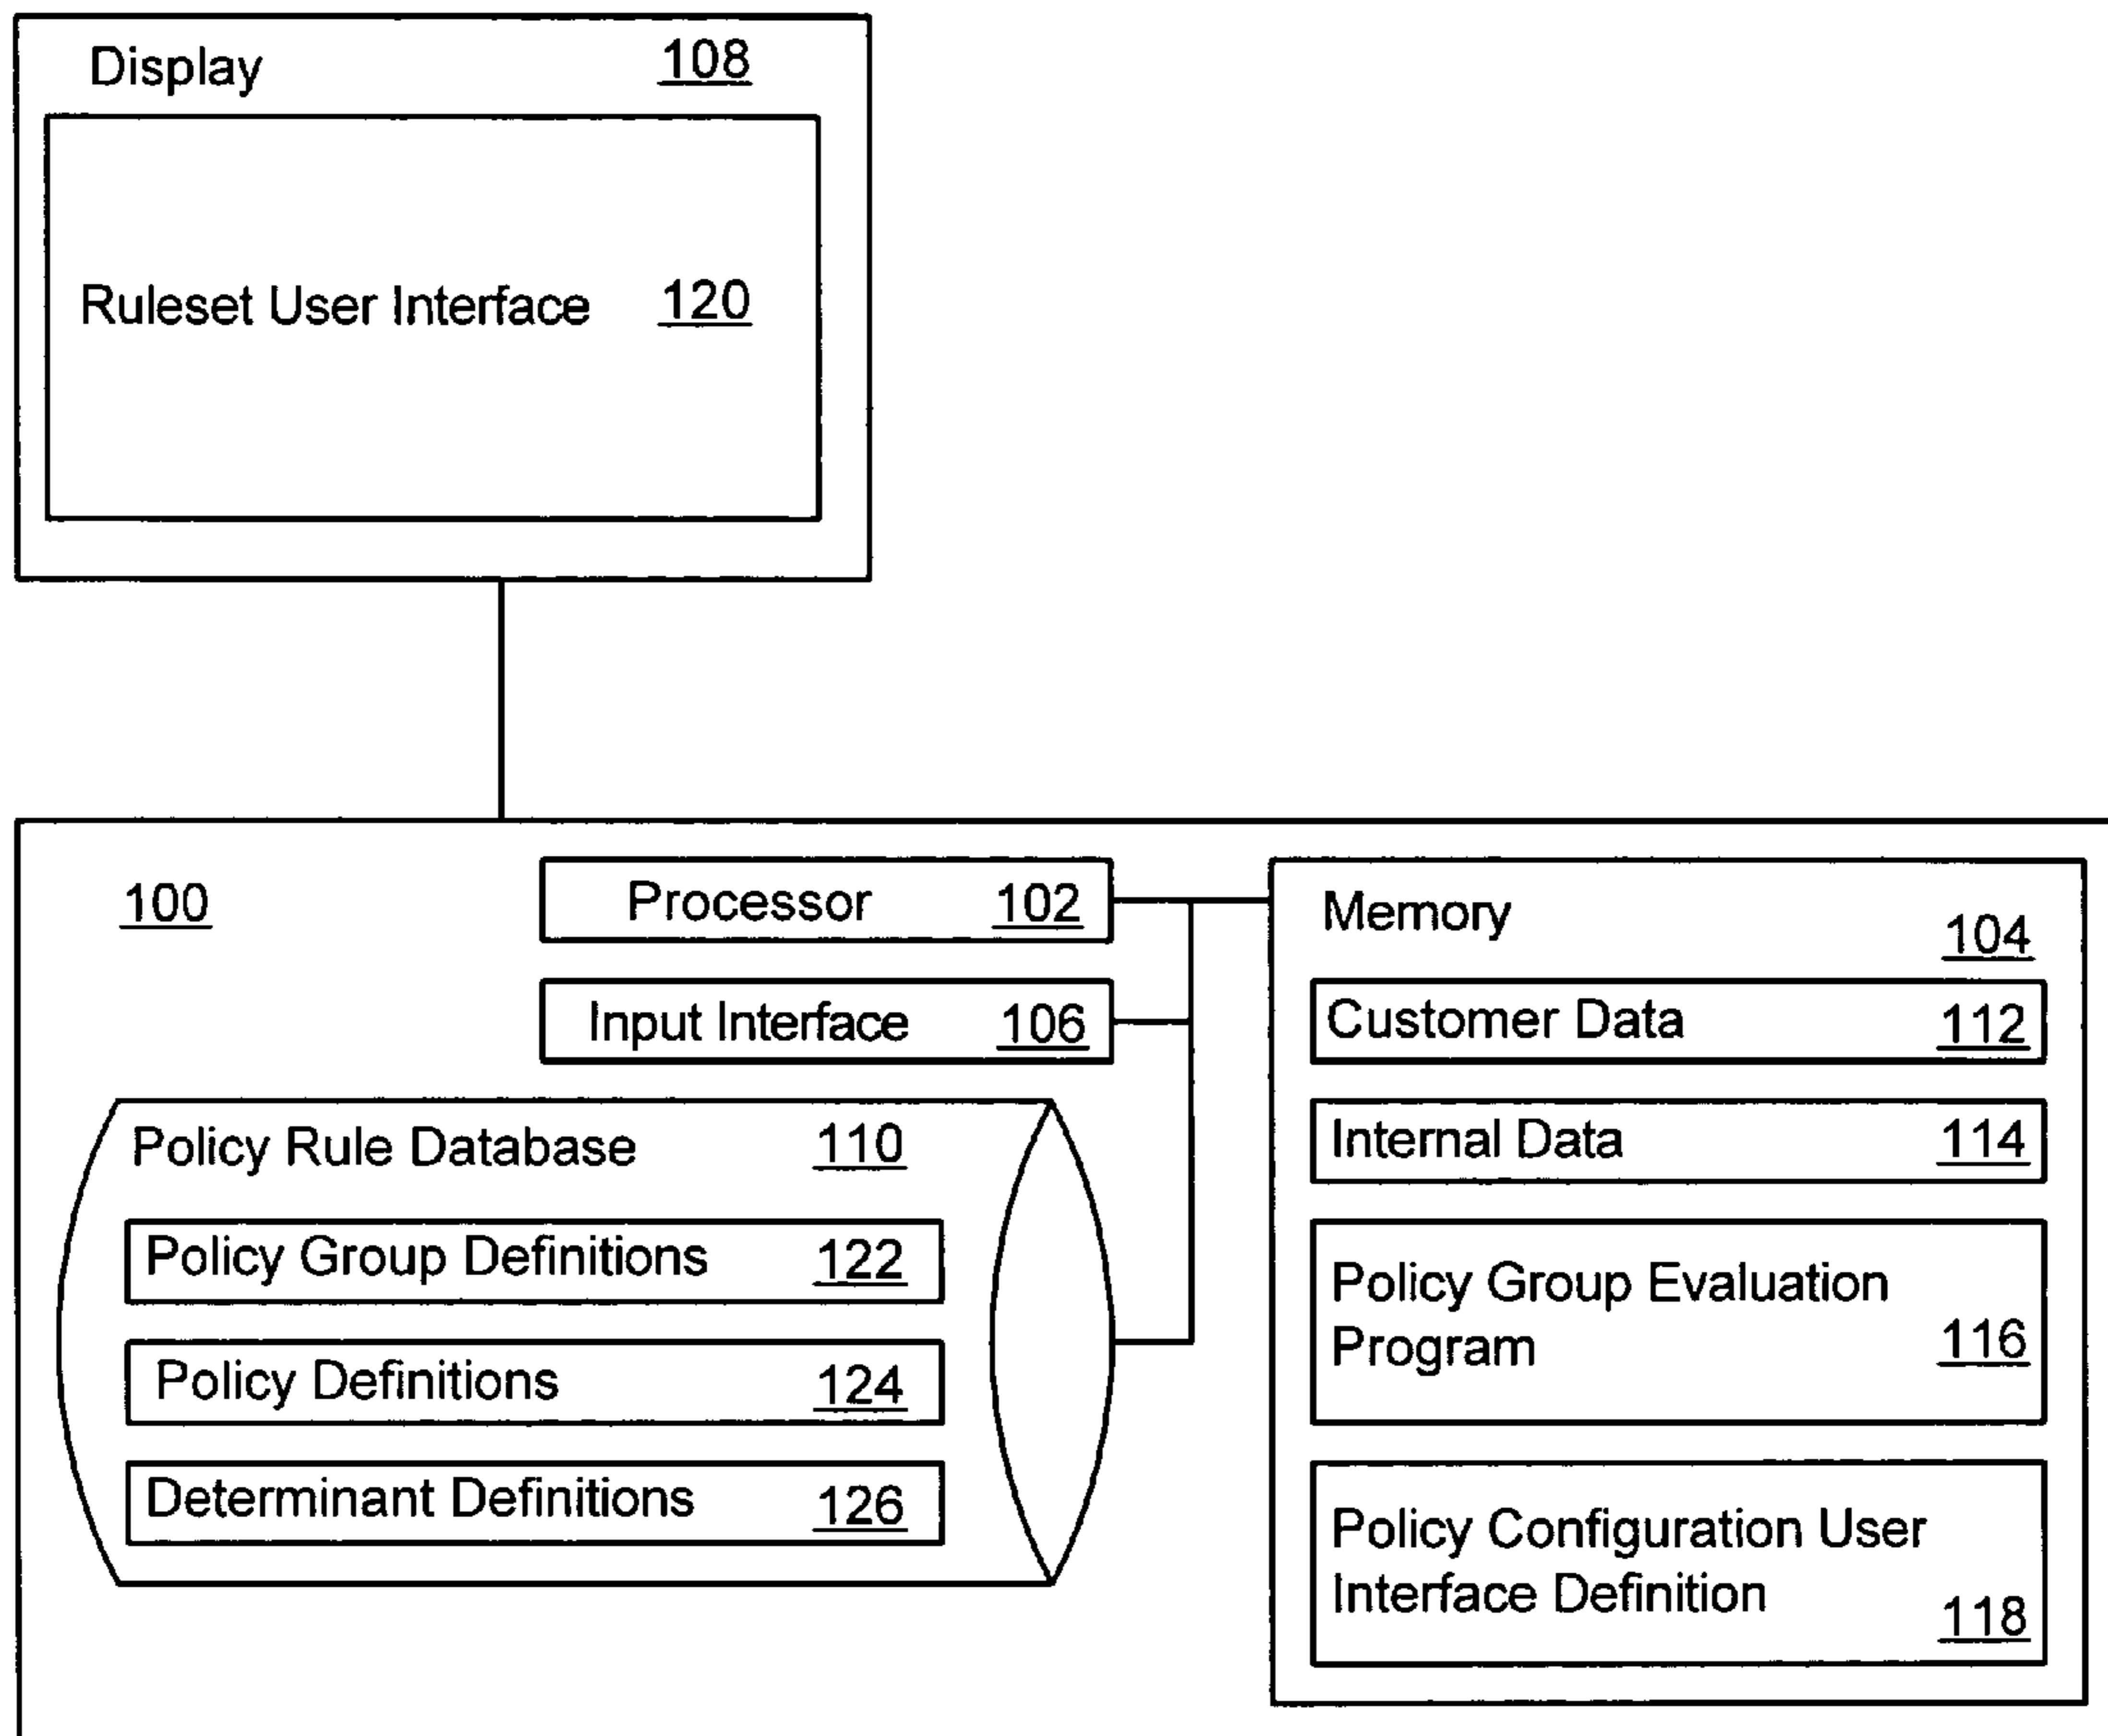 Display 108
Ruleset User Interface 120
100
Processor 102
Input Interface 106
Policy Rule Database 110
Policy Group Definitions 122
Policy Definitions 124
Determinant Definitions 126
Memory 104
Customer Data 112
Internal Data 114
Policy Group Evaluation
Program 116
Policy Configuration User
Interface Definition 118